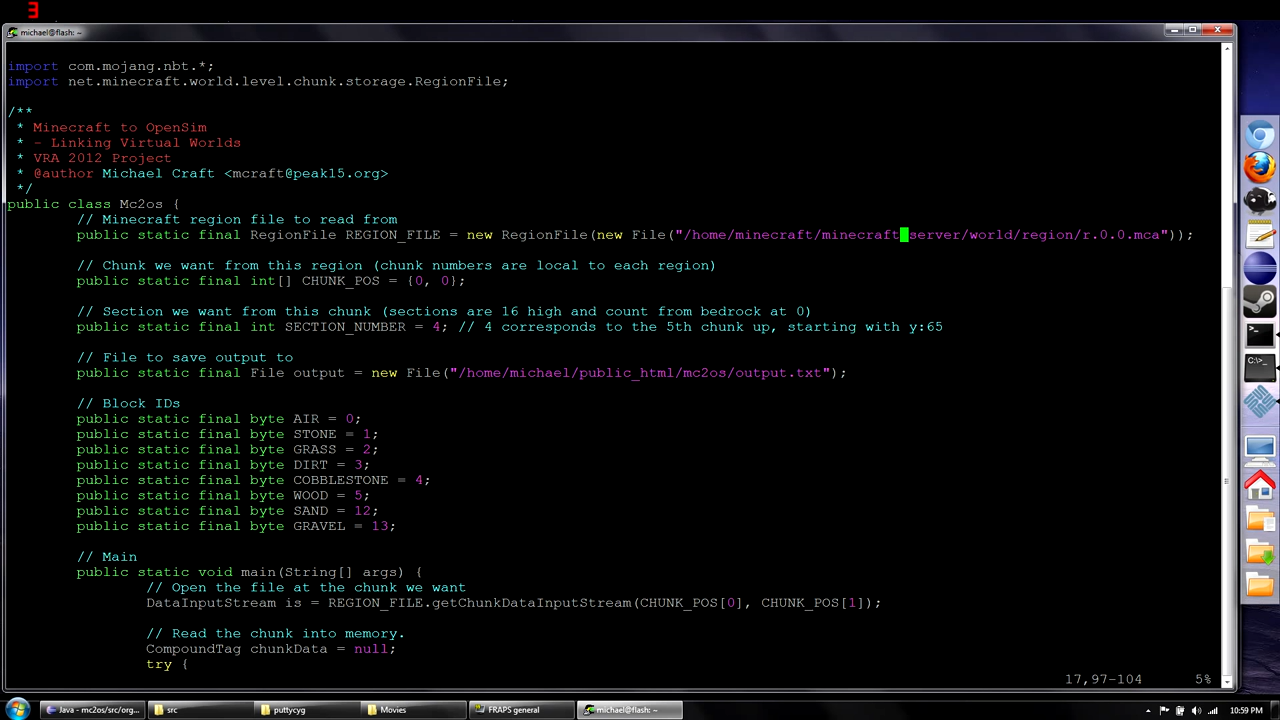 3
michael@flash: ~
import com.mojang.nbt.*;
import net.minecraft.world.level.chunk.storage.RegionFile;
/**
 * Minecraft to OpenSim
 * - Linking Virtual Worlds
 * VRA 2012 Project
 * @author Michael Craft <mcraft@peak15.org>
 */
public class Mc2os {
// Minecraft region file to read from
public static final RegionFile REGION_FILE = new RegionFile(new File("/home/minecraft/minecraft server/world/region/r.0.0.mca"));
// Chunk we want from this region (chunk numbers are local to each region)
public static final int[] CHUNK_POS = {0, 0};
// Section we want from this chunk (sections are 16 high and count from bedrock at 0)
public static final int SECTION_NUMBER = 4; // 4 corresponds to the 5th chunk up, starting with y:65
// File to save output to
public static final File output = new File("/home/michael/public_html/mc2os/output.txt");
// Block IDs
public static final byte AIR = 0;
public static final byte STONE = 1;
public static final byte GRASS = 2;
public static final byte DIRT = 3;
public static final byte COBBLESTONE = 4;
public static final byte WOOD = 5;
public static final byte SAND = 12;
public static final byte GRAVEL = 13;
// Main
public static void main(String[] args) {
// Open the file at the chunk we want
DataInputStream is = REGION_FILE.getChunkDataInputStream(CHUNK_POS[0], CHUNK_POS[1]);
// Read the chunk into memory.
CompoundTag chunkData = null;
try {
17,97-104 5%
Java - mc2os/src/org... src puttycyg Movies FRAPS general michael@flash: ~ 10:59 PM